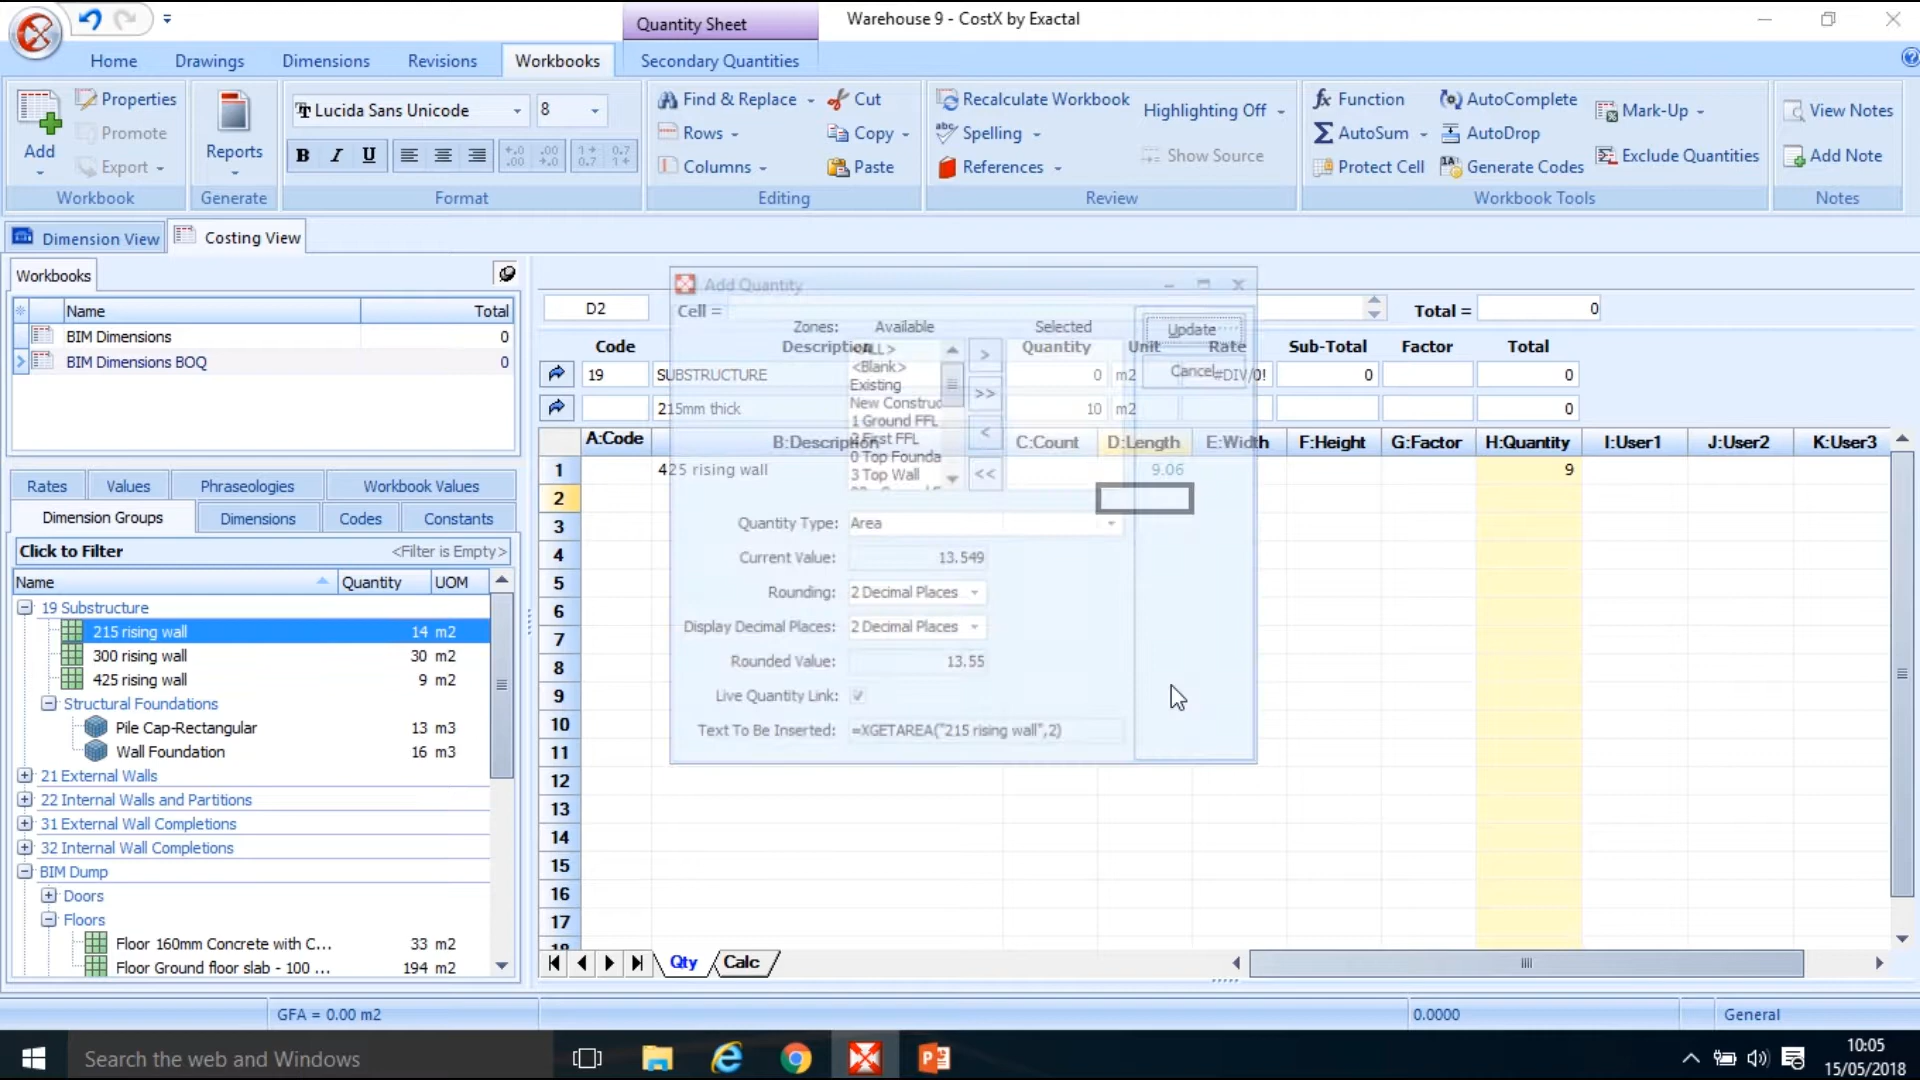 Quantity Sheet
Warehouse 9 - CostX by Exactal
Home Drawings Dimensions Revisions Workbooks Secondary Quantities
Add
Properties
Promote
Export
Workbook
Reports
Generate
Lucida Sans Unicode 8
B I U
Format
Find & Replace Cut
Rows Copy
Columns Paste
Editing
Recalculate Workbook Highlighting Off
Spelling
References Show Source
Review
Function AutoComplete Mark-Up
AutoSum AutoDrop
Protect Cell Generate Codes Exclude Quantities
Workbook Tools
View Notes
Add Note
Notes
Dimension View Costing View
Workbooks
Name Total
BIM Dimensions 0
BIM Dimensions BOQ 0
Rates Values Phraseologies Workbook Values
Dimension Groups Dimensions Codes Constants
Click to Filter <Filter is Empty>
Name Quantity UOM
19 Substructure
215 rising wall 14 m2
300 rising wall 30 m2
425 rising wall 9 m2
Structural Foundations
Pile Cap-Rectangular 13 m3
Wall Foundation 16 m3
21 External Walls
22 Internal Walls and Partitions
31 External Wall Completions
32 Internal Wall Completions
BIM Dump
Doors
Floors
Floor 160mm Concrete with C... 33 m2
Floor Ground floor slab - 100 ... 194 m2
D2 Total = 0
Code Description Quantity Unit Rate Sub-Total Factor Total
19 SUBSTRUCTURE 0 m2 #DIV/0! 0 0
215mm thick 10 m2 0
A:Code B:Description C:Count D:Length E:Width F:Height G:Factor H:Quantity I:User1 J:User2 K:User3
1 425 rising wall 9.06 9
2
3
4
5
6
7
8
9
10
11
12
13
14
15
16
17
18
Add Quantity
Cell =
Zones: Available Selected
Update
Cancel
<ALL>
<Blank>
Existing
New Construc
1 Ground FFL
2 First FFL
0 Top Founda
3 Top Wall
> >> < <<
Quantity Type: Area
Current Value: 13.549
Rounding: 2 Decimal Places
Display Decimal Places: 2 Decimal Places
Rounded Value: 13.55
Live Quantity Link:
Text To Be Inserted: =XGETAREA("215 rising wall",2)
Qty Calc
GFA = 0.00 m2 0.0000 General
Search the web and Windows
10:05
15/05/2018